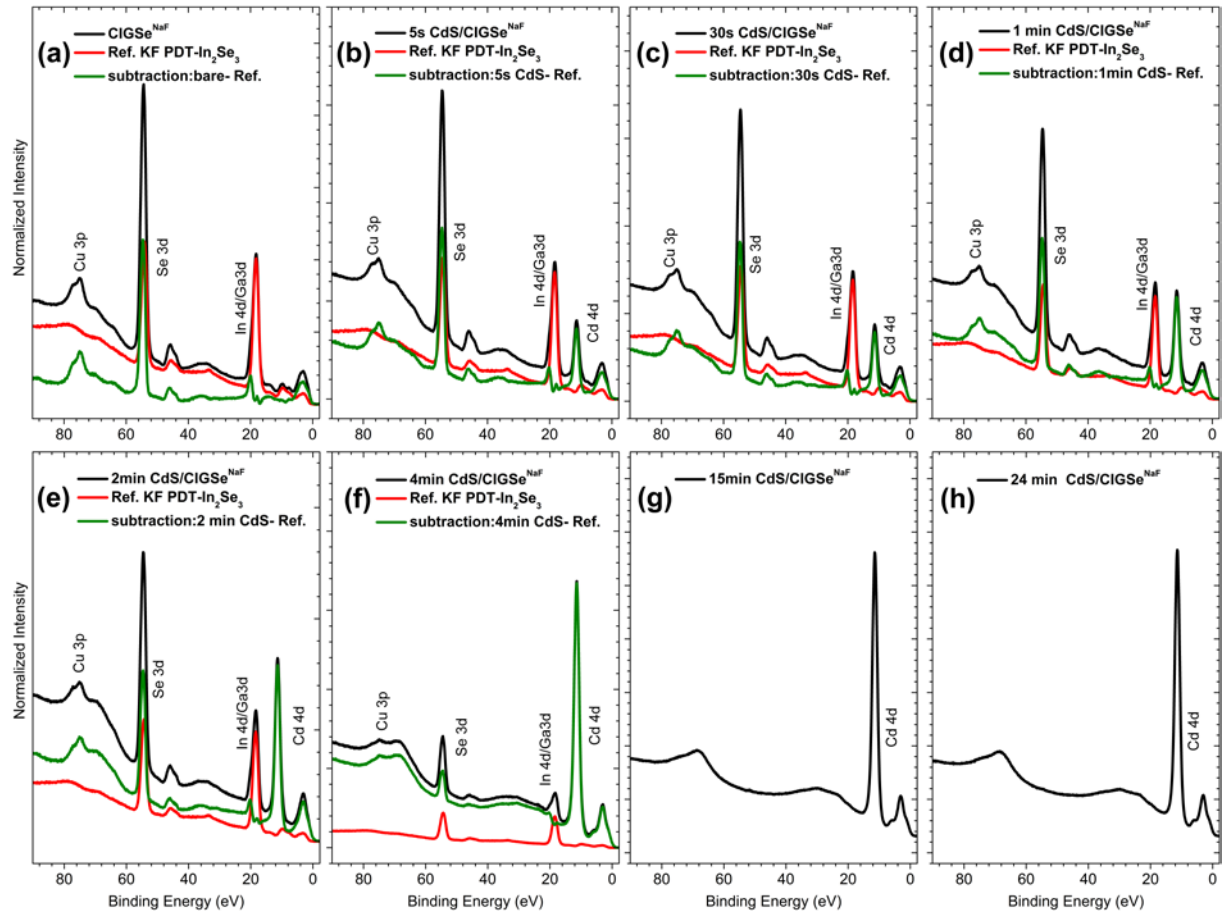 (a)
CIGSe^NaF
Ref. KF PDT-In₂Se₃
subtraction:bare- Ref.
Cu 3p
Se 3d
In 4d/Ga3d
Normalized Intensity
80 60 40 20 0
(b)
5s CdS/CIGSe^NaF
Ref. KF PDT-In₂Se₃
subtraction:5s CdS- Ref.
Cu 3p
Se 3d
In 4d/Ga3d
Cd 4d
80 60 40 20 0
(c)
30s CdS/CIGSe^NaF
Ref. KF PDT-In₂Se₃
subtraction:30s CdS- Ref.
Cu 3p
Se 3d
In 4d/Ga3d
Cd 4d
80 60 40 20 0
(d)
1 min CdS/CIGSe^NaF
Ref. KF PDT-In₂Se₃
subtraction:1min CdS- Ref.
Cu 3p
Se 3d
In 4d/Ga3d
Cd 4d
80 60 40 20 0
(e)
2min CdS/CIGSe^NaF
Ref. KF PDT-In₂Se₃
subtraction:2 min CdS- Ref.
Cu 3p
Se 3d
In 4d/Ga3d
Cd 4d
Normalized Intensity
80 60 40 20 0
Binding Energy (eV)
(f)
4min CdS/CIGSe^NaF
Ref. KF PDT-In₂Se₃
subtraction:4min CdS- Ref.
Cu 3p
Se 3d
In 4d/Ga3d
Cd 4d
80 60 40 20 0
Binding Energy (eV)
(g)
15min CdS/CIGSe^NaF
Cd 4d
80 60 40 20 0
Binding Energy (eV)
(h)
24 min CdS/CIGSe^NaF
Cd 4d
80 60 40 20 0
Binding Energy (eV)